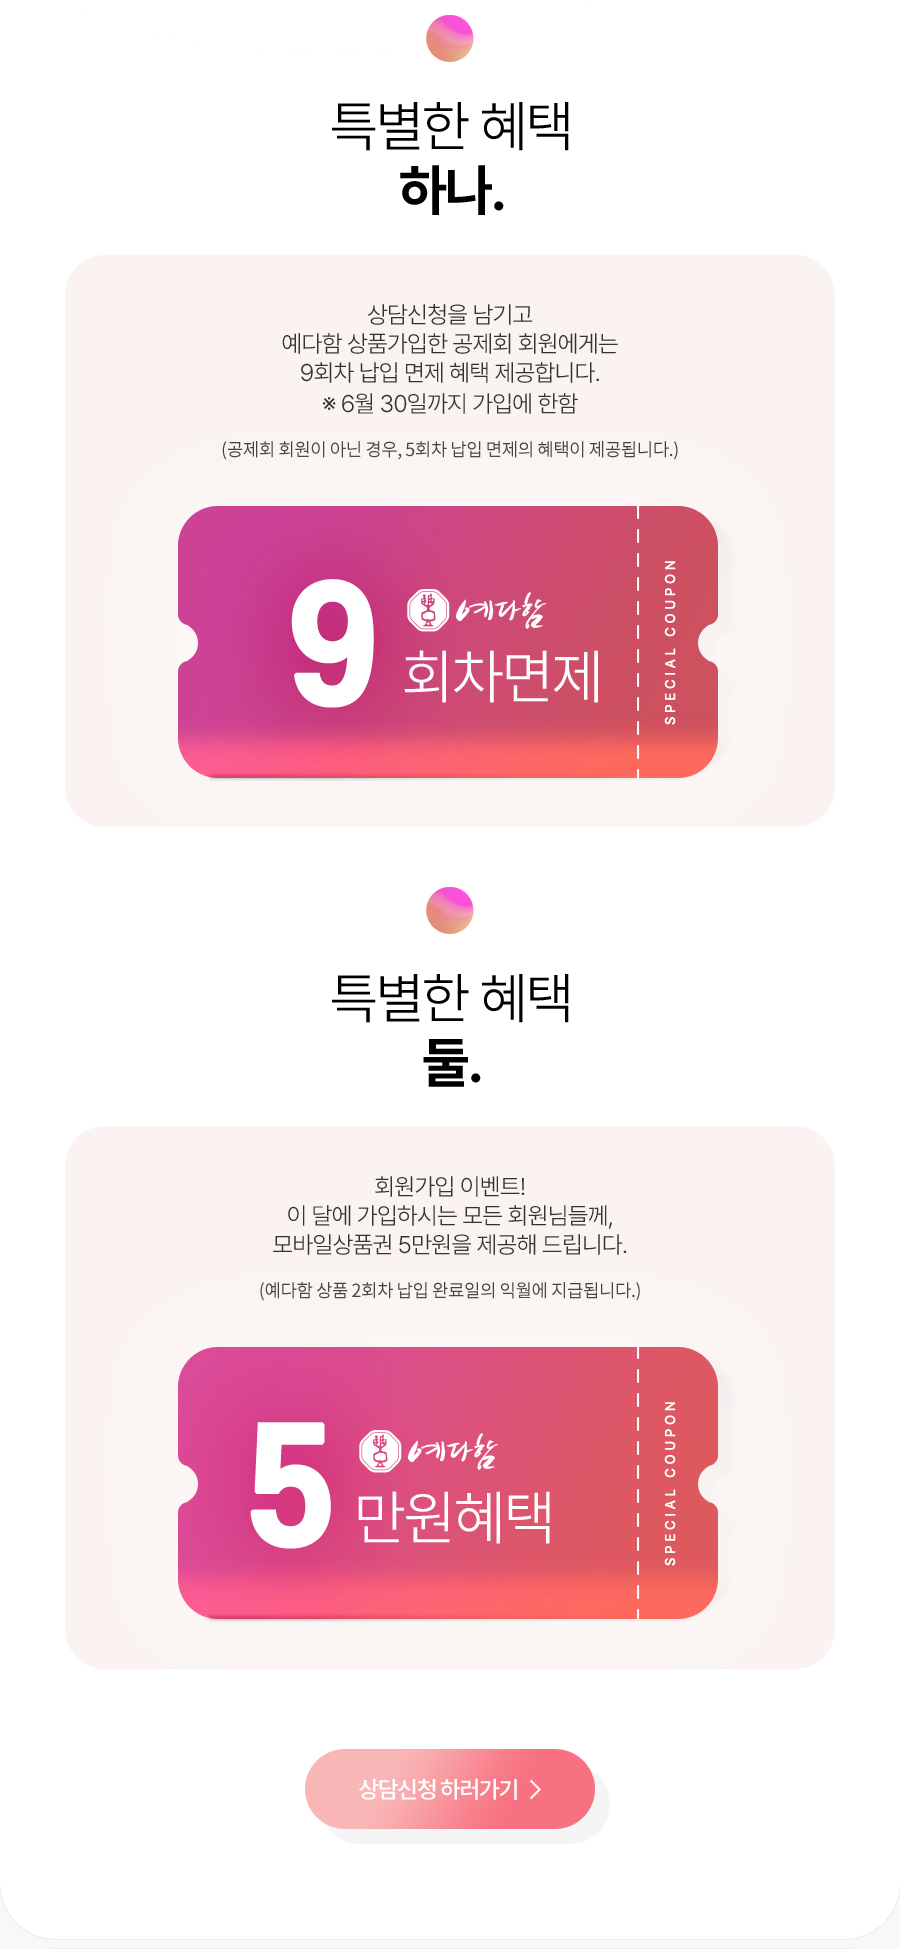 특별한 혜택
하나.
상담신청을 남기고
예다함 상품가입한 공제회 회원에게는
9회차 납입 면제 혜택 제공합니다.
※ 6월 30일까지 가입에 한함
(공제회 회원이 아닌 경우, 5회차 납입 면제의 혜택이 제공됩니다.)
9 예다함
회차면제
SPECIAL COUPON
특별한 혜택
둘.
회원가입 이벤트!
이 달에 가입하시는 모든 회원님들께,
모바일상품권 5만원을 제공해 드립니다.
(예다함 상품 2회차 납입 완료일의 익월에 지급됩니다.)
5 예다함
만원혜택
SPECIAL COUPON
상담신청 하러가기 >